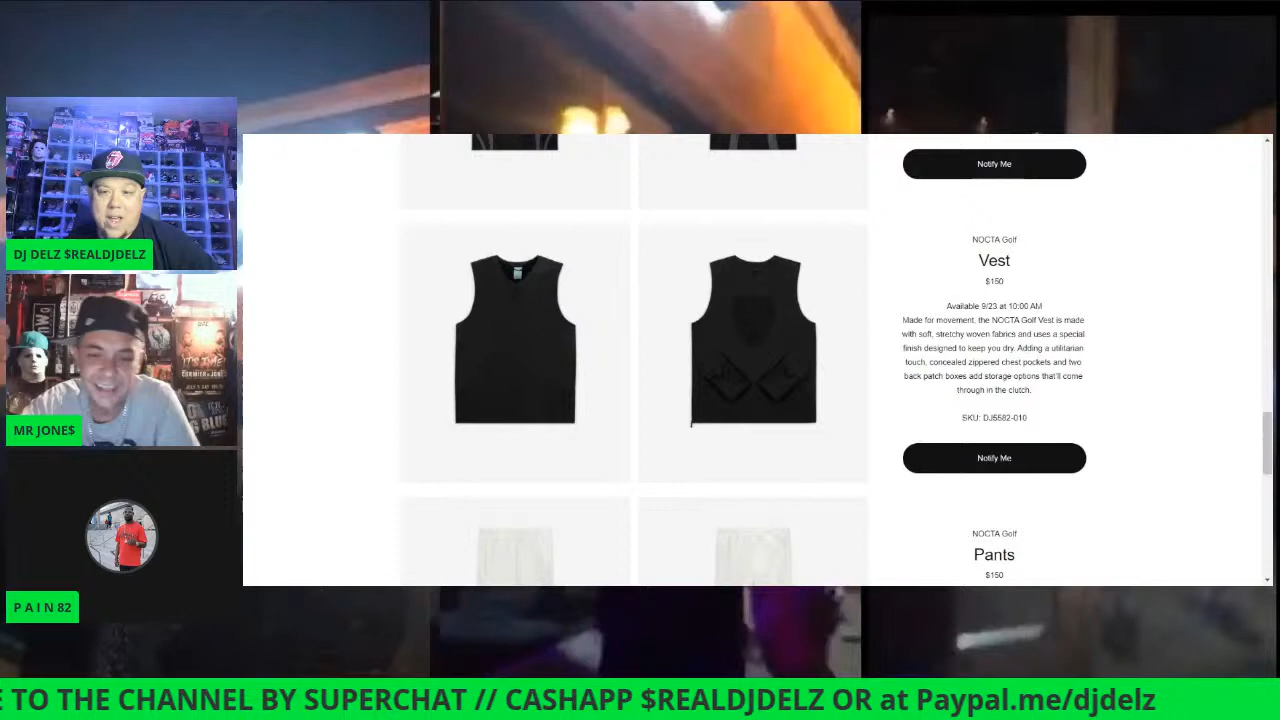 DJ DELZ $REALDJDELZ
MR JONE$
P A I N 82
Notify Me
NOCTA Golf
Vest
$150
Available 9/23 at 10:00 AM
Made for movement, the NOCTA Golf Vest is made
with soft, stretchy woven fabrics and uses a special
finish designed to keep you dry. Adding a utilitarian
touch, concealed zippered chest pockets and two
back patch boxes add storage options that'll come
through in the clutch.
SKU: DJ5582-010
Notify Me
NOCTA Golf
Pants
$150
IT'S TIME!
BLUE
TO THE CHANNEL BY SUPERCHAT // CASHAPP $REALDJDELZ OR at Paypal.me/djdelz